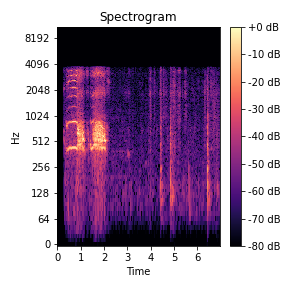 Spectrogram
8192
4096
2048
1024
512
256
128
64
0
Hz
0 1 2 3 4 5 6
Time
+0 dB
-10 dB
-20 dB
-30 dB
-40 dB
-50 dB
-60 dB
-70 dB
-80 dB